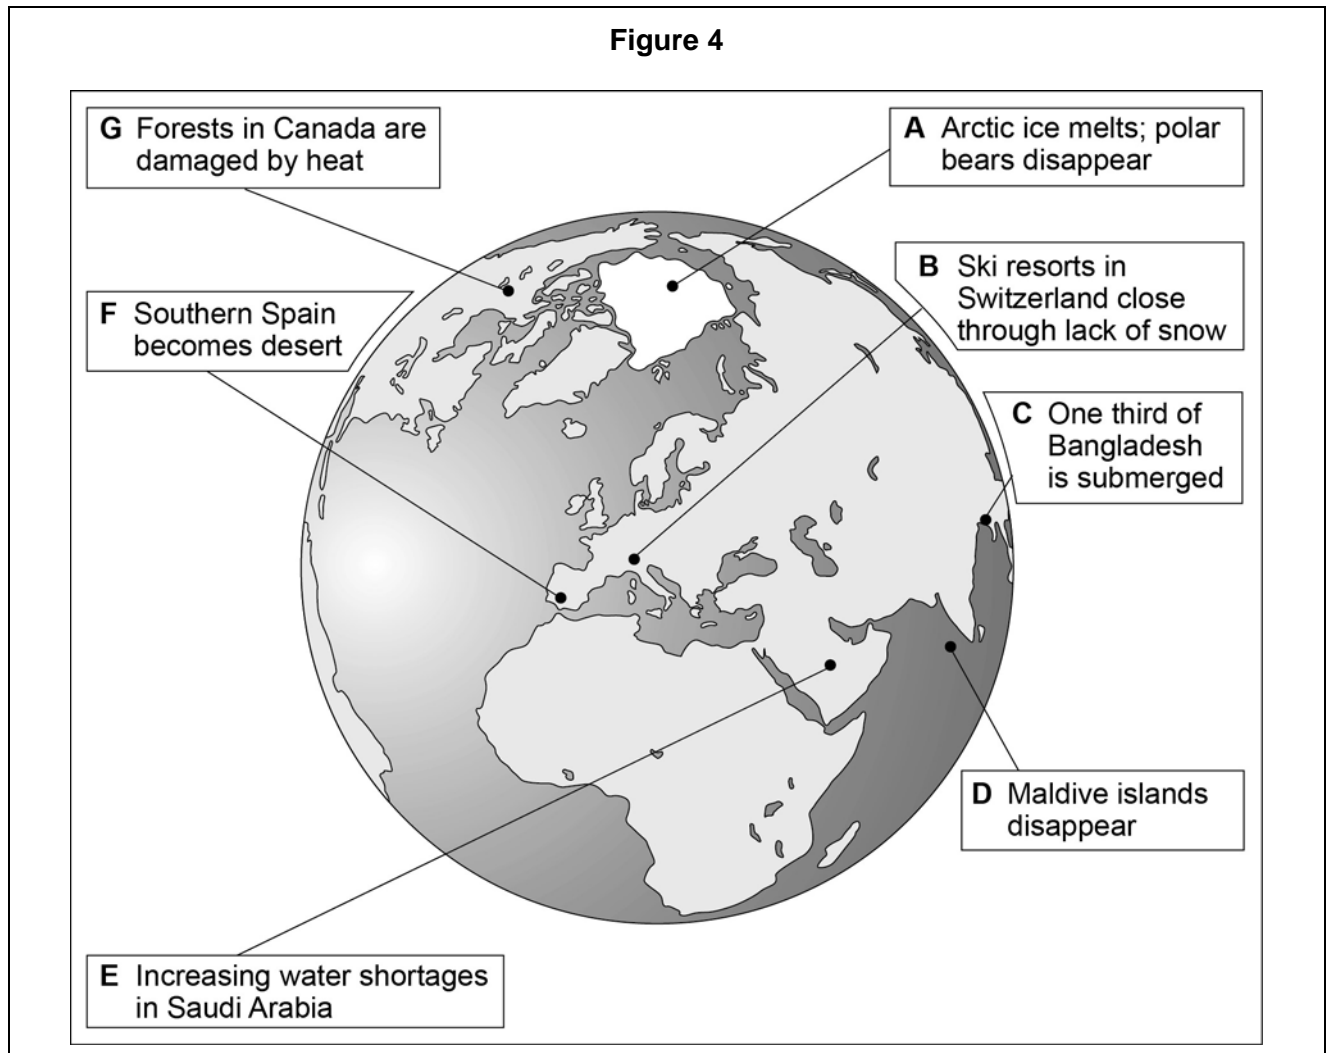 Figure 4
G Forests in Canada are
damaged by heat
A Arctic ice melts; polar
bears disappear
B Ski resorts in
Switzerland close
through lack of snow
F Southern Spain
becomes desert
C One third of
Bangladesh
is submerged
D Maldive islands
disappear
E Increasing water shortages
in Saudi Arabia